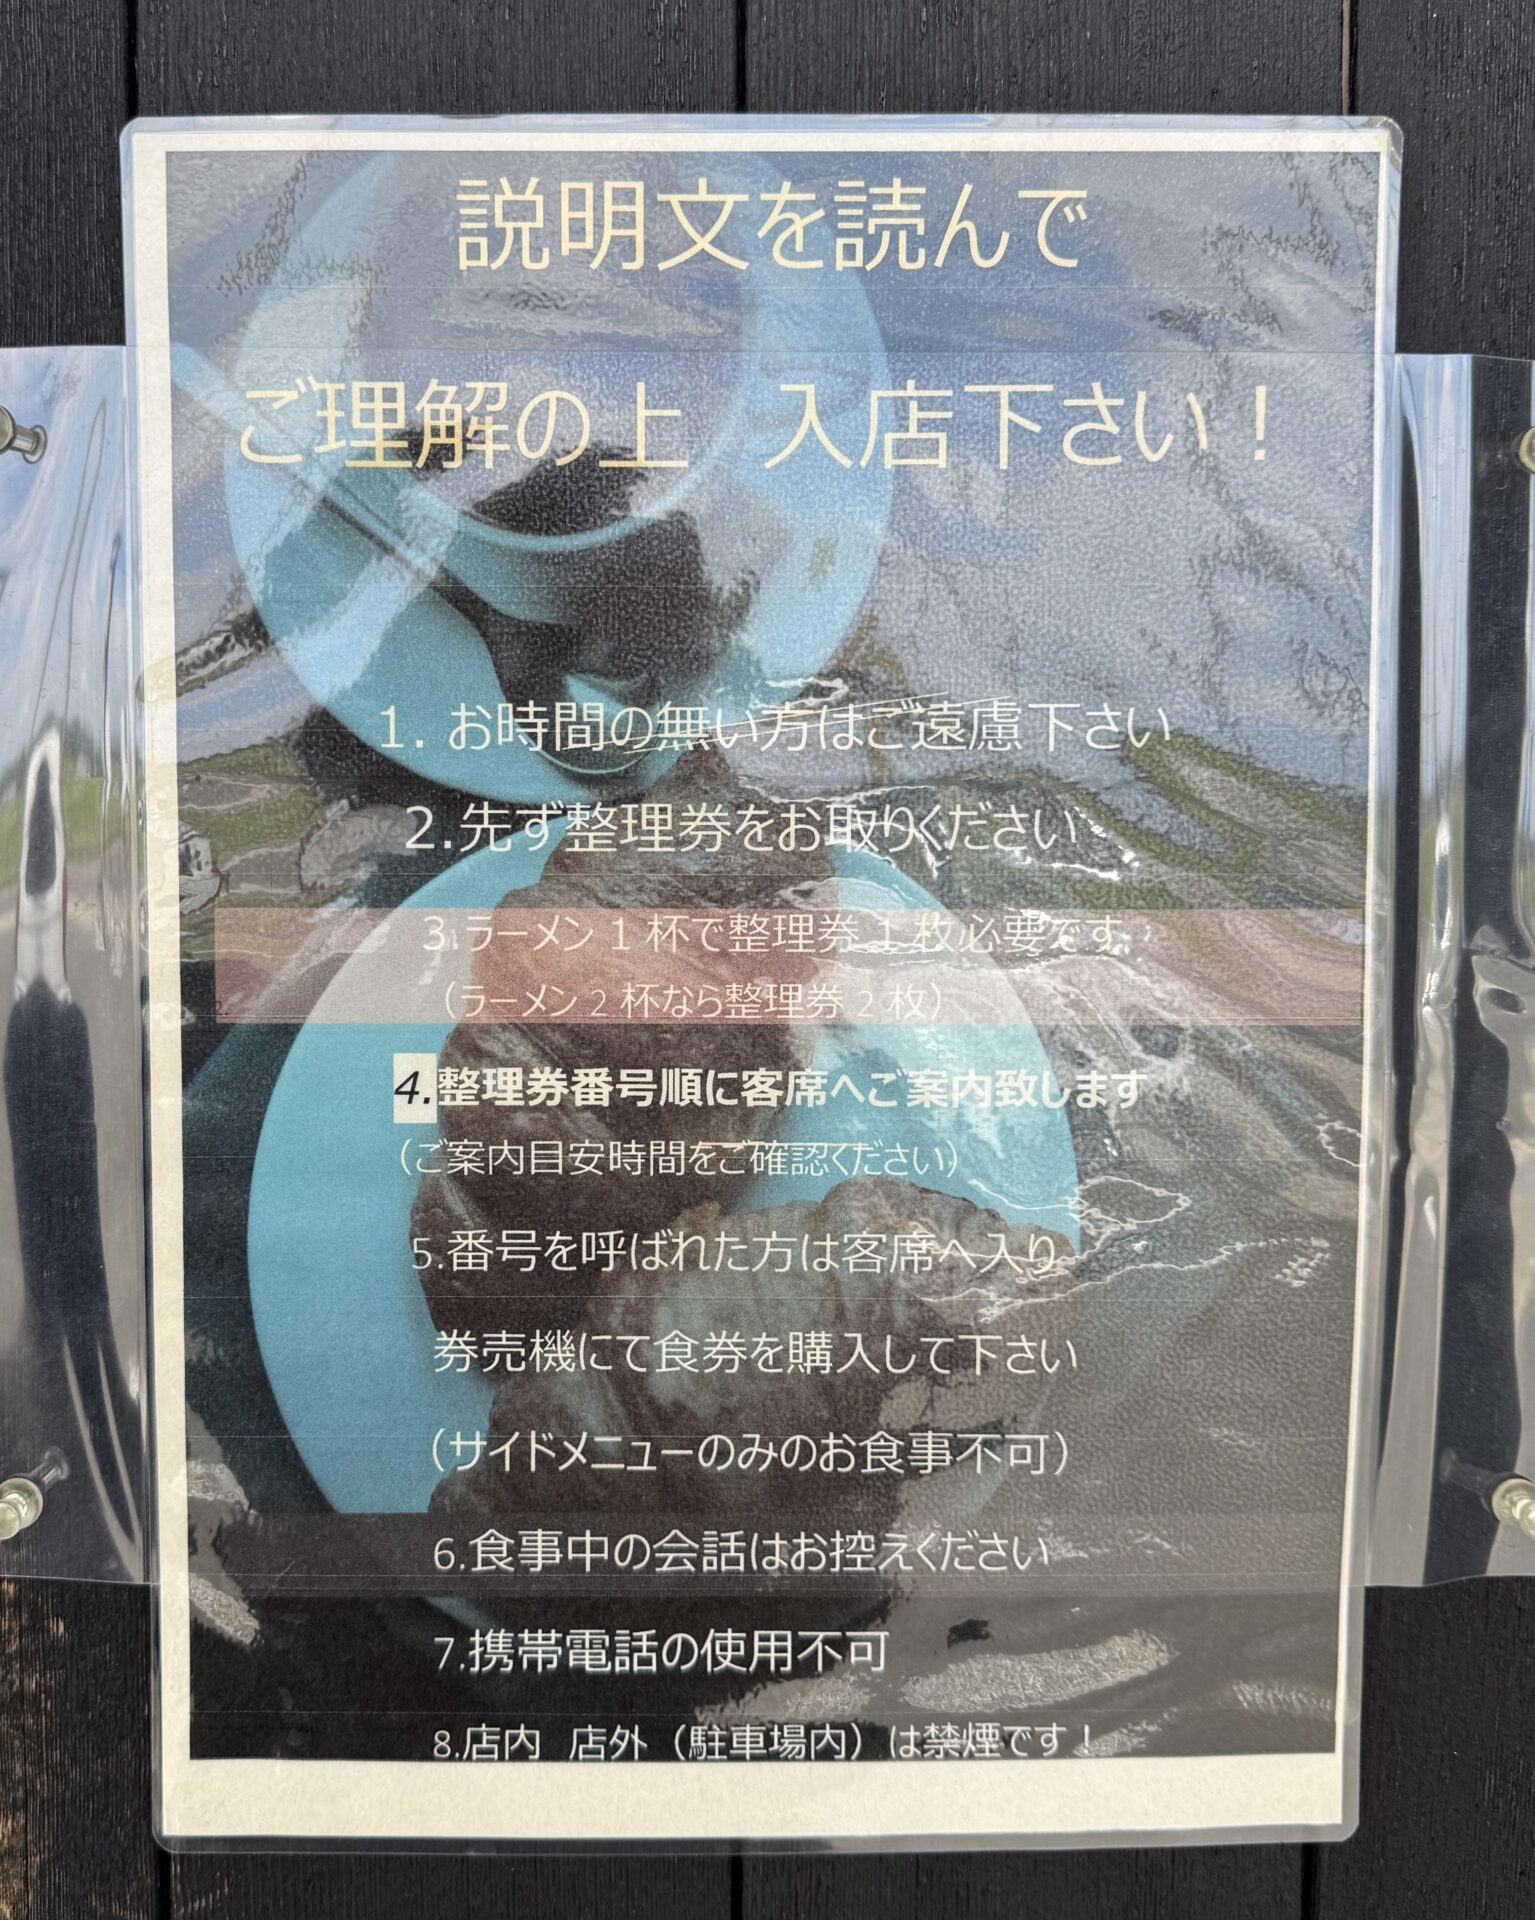 説明文を読んで
ご理解の上　入店下さい！
1. お時間の無い方はご遠慮下さい
2.先ず整理券をお取りください
3.ラーメン 1 杯で整理券 1 枚必要です。
2.
（ラーメン 2 杯なら整理券 2 枚）
4.整理券番号順に客席へご案内致します
（ご案内目安時間をご確認ください）
5.番号を呼ばれた方は客席へ入り
券売機にて食券を購入して下さい
（サイドメニューのみのお食事不可）
6.食事中の会話はお控えください
7.携帯電話の使用不可
8.店内　店外（駐車場内）は禁煙です！